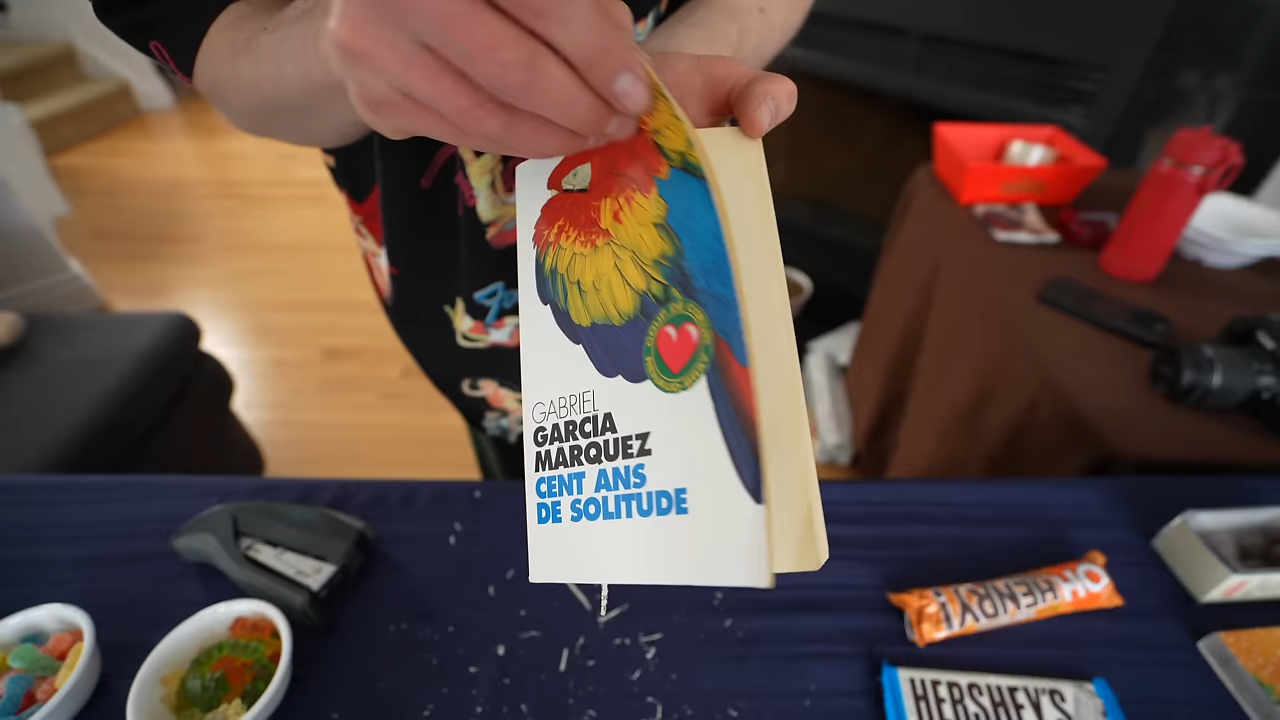 GABRIEL
GARCIA
MARQUEZ
CENT ANS
DE SOLITUDE
OH HENRY!
HERSHEY'S